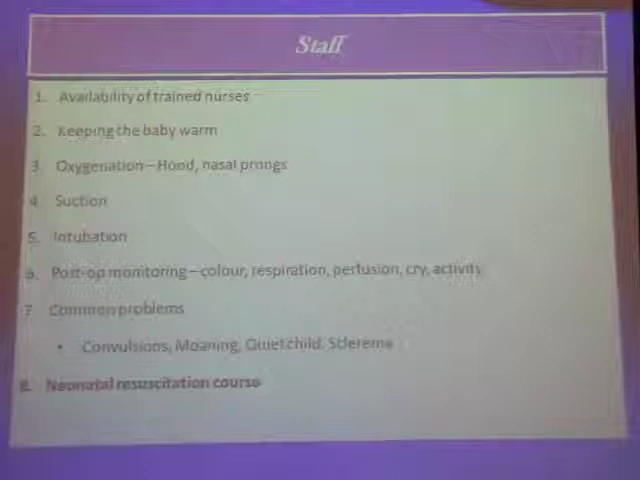 Staff
1. Availability of trained nurses
2. Keeping the baby warm
3. Oxygenation – Hood, nasal prongs
4. Suction
5. Intubation
6. Post-op monitoring – colour, respiration, perfusion, cry, activity
7. Common problems
• Convulsions, Moaning, Quiet child, Sclerema
8. Neonatal resuscitation course